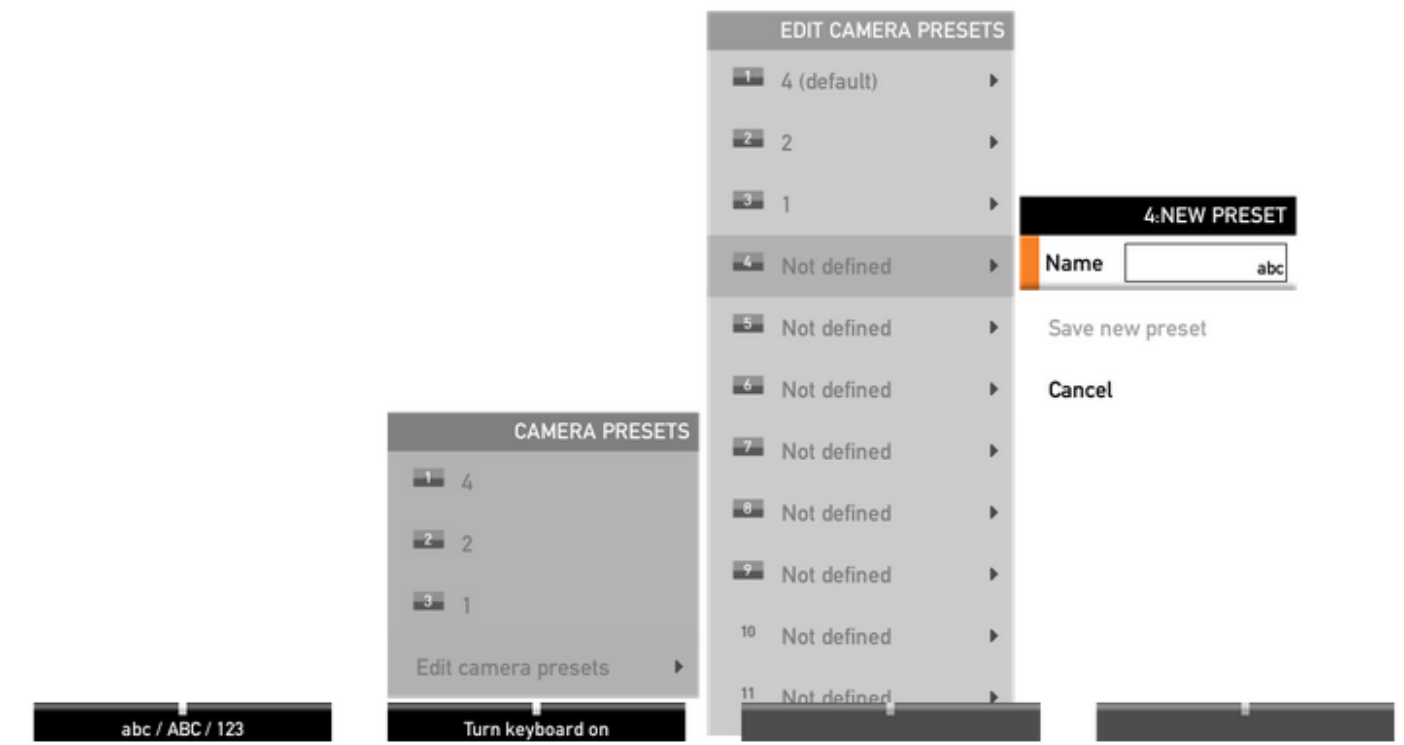 EDIT CAMERA PRESETS
1 4 (default)
2 2
3 1
4 Not defined
5 Not defined
6 Not defined
7 Not defined
8 Not defined
9 Not defined
10 Not defined
11 Not defined
4:NEW PRESET
Name abc
Save new preset
Cancel
CAMERA PRESETS
1 4
2 2
3 1
Edit camera presets
abc / ABC / 123
Turn keyboard on